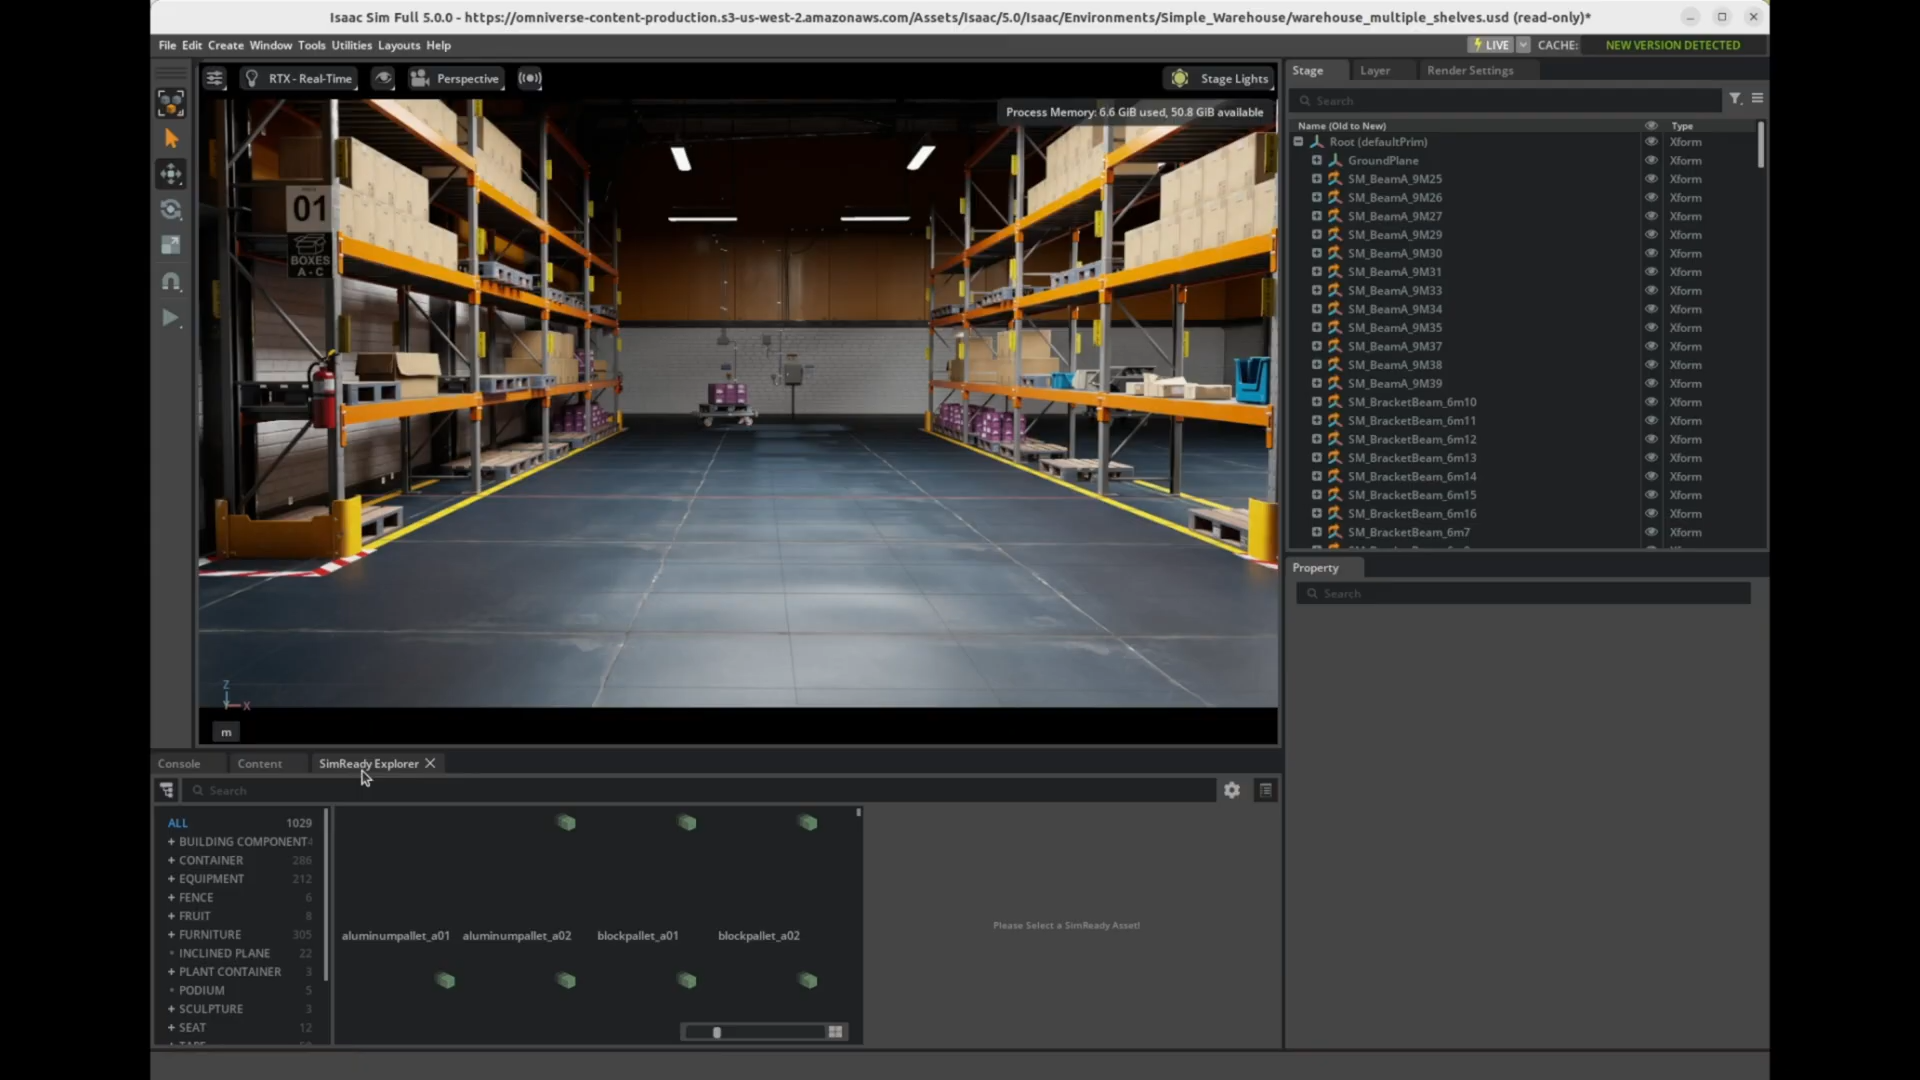 Isaac Sim Full 5.0.0 - https://omniverse-content-production.s3-us-west-2.amazonaws.com/Assets/Isaac/5.0/Isaac/Environments/Simple_Warehouse/warehouse_multiple_shelves.usd (read-only)*
File Edit Create Window Tools Utilities Layouts Help
LIVE CACHE: NEW VERSION DETECTED
RTX - Real-Time Perspective Stage Lights
Process Memory: 6.6 GiB used, 50.8 GiB available
01
BOXES
A - C
Z
X
m
Stage Layer Render Settings
Search
Name (Old to New) Type
Root (defaultPrim) Xform
GroundPlane Xform
SM_BeamA_9M25 Xform
SM_BeamA_9M26 Xform
SM_BeamA_9M27 Xform
SM_BeamA_9M29 Xform
SM_BeamA_9M30 Xform
SM_BeamA_9M31 Xform
SM_BeamA_9M33 Xform
SM_BeamA_9M34 Xform
SM_BeamA_9M35 Xform
SM_BeamA_9M37 Xform
SM_BeamA_9M38 Xform
SM_BeamA_9M39 Xform
SM_BracketBeam_6m10 Xform
SM_BracketBeam_6m11 Xform
SM_BracketBeam_6m12 Xform
SM_BracketBeam_6m13 Xform
SM_BracketBeam_6m14 Xform
SM_BracketBeam_6m15 Xform
SM_BracketBeam_6m16 Xform
SM_BracketBeam_6m7 Xform
Property
Search
Console Content SimReady Explorer
Search
ALL 1029
+ BUILDING COMPONENT
+ CONTAINER 286
+ EQUIPMENT 212
+ FENCE 6
+ FRUIT 8
+ FURNITURE 305
INCLINED PLANE 22
+ PLANT CONTAINER 3
PODIUM 5
+ SCULPTURE 3
+ SEAT 12
aluminumpallet_a01 aluminumpallet_a02 blockpallet_a01 blockpallet_a02
Please Select a SimReady Asset!